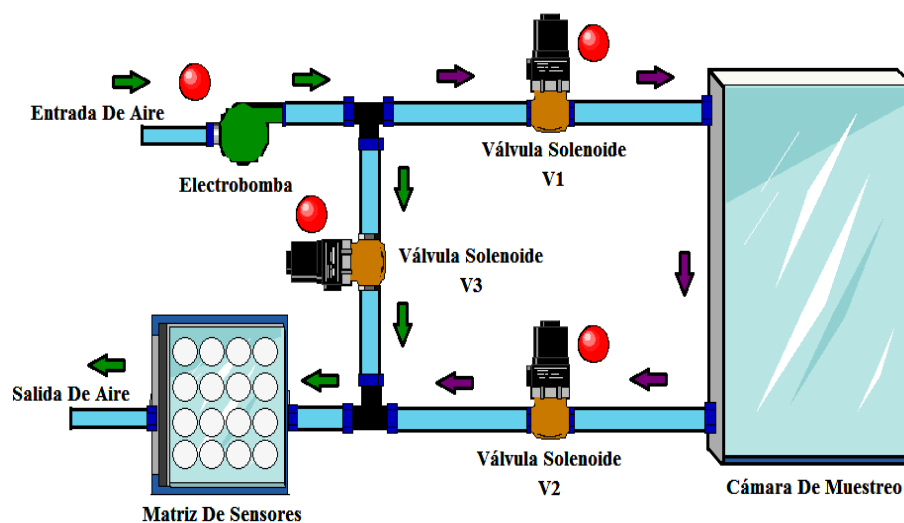 Entrada De Aire
Electrobomba
Válvula Solenoide
V1
Válvula Solenoide
V3
Salida De Aire
Válvula Solenoide
V2
Matriz De Sensores
Cámara De Muestreo